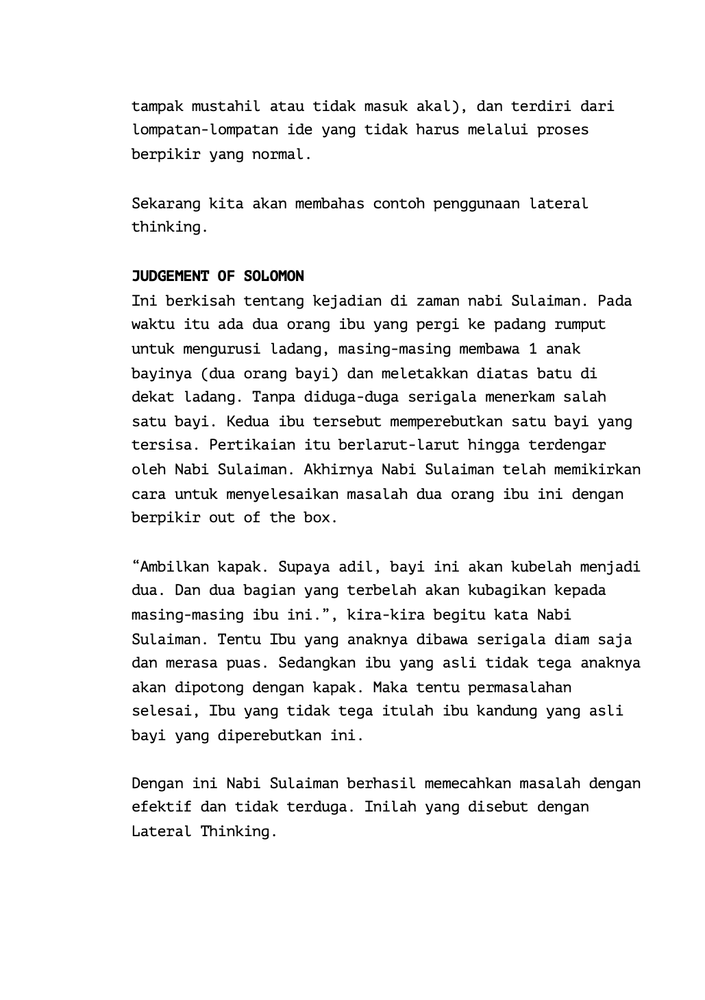 tampak mustahil atau tidak masuk akal), dan terdiri dari
lompatan-lompatan ide yang tidak harus melalui proses
berpikir yang normal.
Sekarang kita akan membahas contoh penggunaan lateral
thinking.
JUDGEMENT OF SOLOMON
Ini berkisah tentang kejadian di zaman nabi Sulaiman. Pada
waktu itu ada dua orang ibu yang pergi ke padang rumput
untuk mengurusi ladang, masing-masing membawa 1 anak
bayinya (dua orang bayi) dan meletakkan diatas batu di
dekat ladang. Tanpa diduga-duga serigala menerkam salah
satu bayi. Kedua ibu tersebut memperebutkan satu bayi yang
tersisa. Pertikaian itu berlarut-larut hingga terdengar
oleh Nabi Sulaiman. Akhirnya Nabi Sulaiman telah memikirkan
cara untuk menyelesaikan masalah dua orang ibu ini dengan
berpikir out of the box.
“Ambilkan kapak. Supaya adil, bayi ini akan kubelah menjadi
dua. Dan dua bagian yang terbelah akan kubagikan kepada
masing-masing ibu ini.”, kira-kira begitu kata Nabi
Sulaiman. Tentu Ibu yang anaknya dibawa serigala diam saja
dan merasa puas. Sedangkan ibu yang asli tidak tega anaknya
akan dipotong dengan kapak. Maka tentu permasalahan
selesai, Ibu yang tidak tega itulah ibu kandung yang asli
bayi yang diperebutkan ini.
Dengan ini Nabi Sulaiman berhasil memecahkan masalah dengan
efektif dan tidak terduga. Inilah yang disebut dengan
Lateral Thinking.